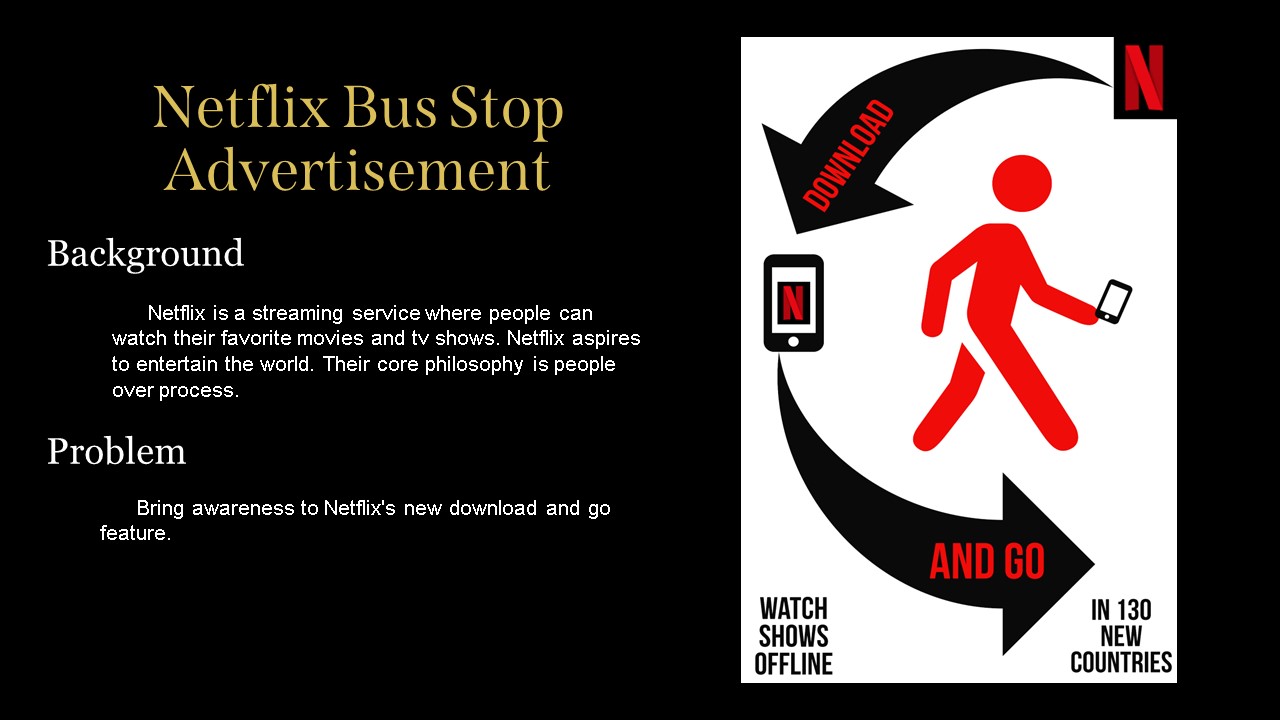 Netflix Bus Stop
Advertisement
Background
Netflix is a streaming service where people can
watch their favorite movies and tv shows. Netflix aspires
to entertain the world. Their core philosophy is people
over process.
Problem
Bring awareness to Netflix's new download and go
feature.
N
DOWNLOAD
N
AND GO
WATCH
SHOWS
OFFLINE
IN 130
NEW
COUNTRIES